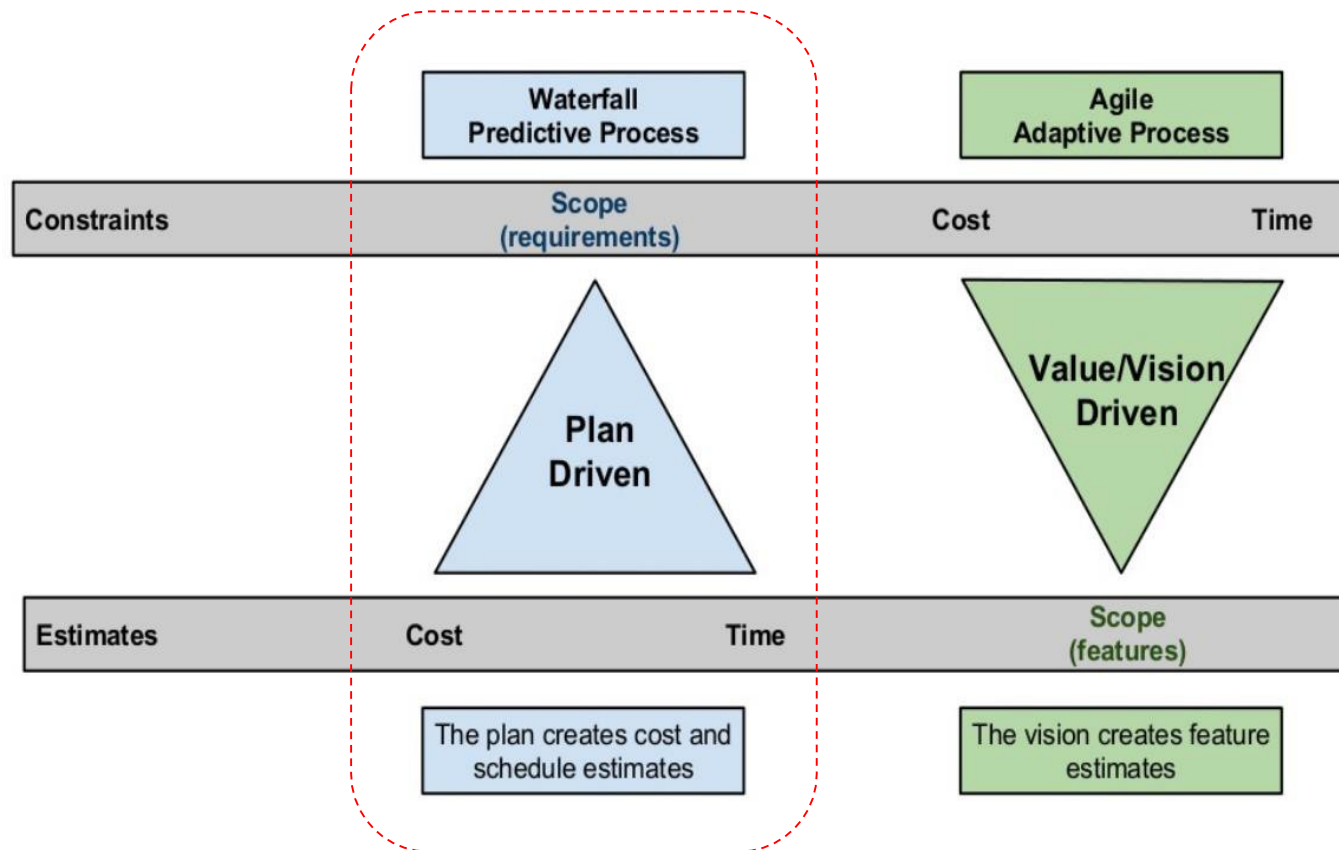 Waterfall
Predictive Process
Agile
Adaptive Process
Constraints
Scope
(requirements)
Cost
Time
Plan
Driven
Value/Vision
Driven
Estimates
Cost
Time
Scope
(features)
The plan creates cost and
schedule estimates
The vision creates feature
estimates